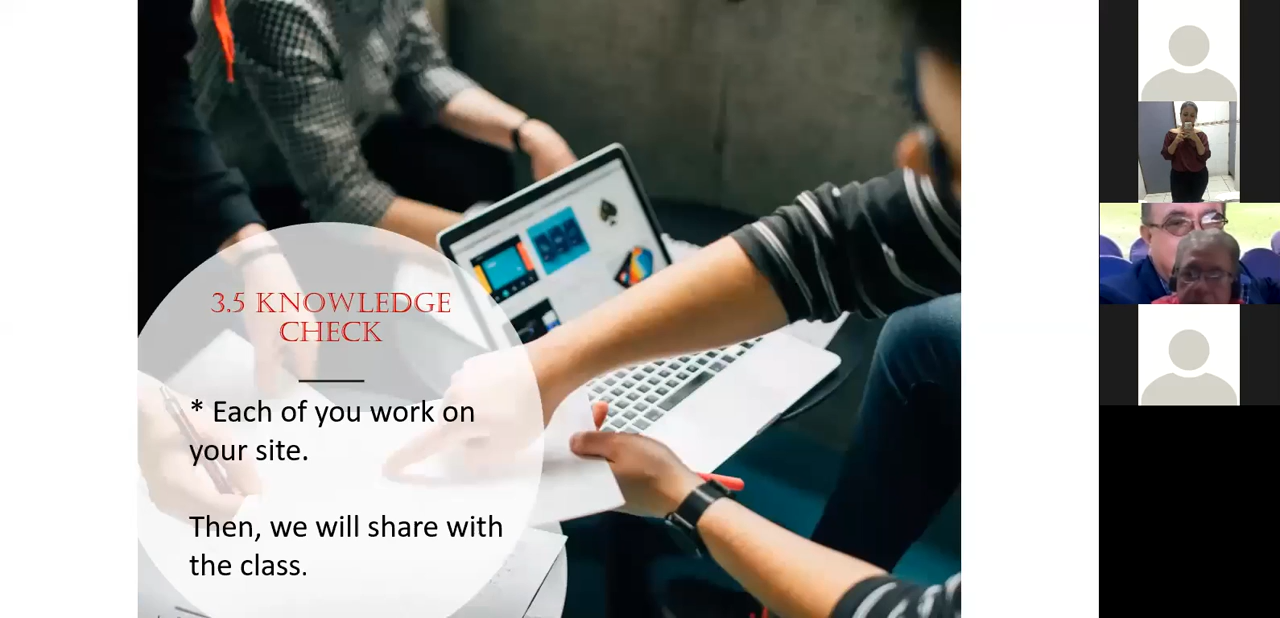 3.5 KNOWLEDGE
CHECK
* Each of you work on
your site.
Then, we will share with
the class.